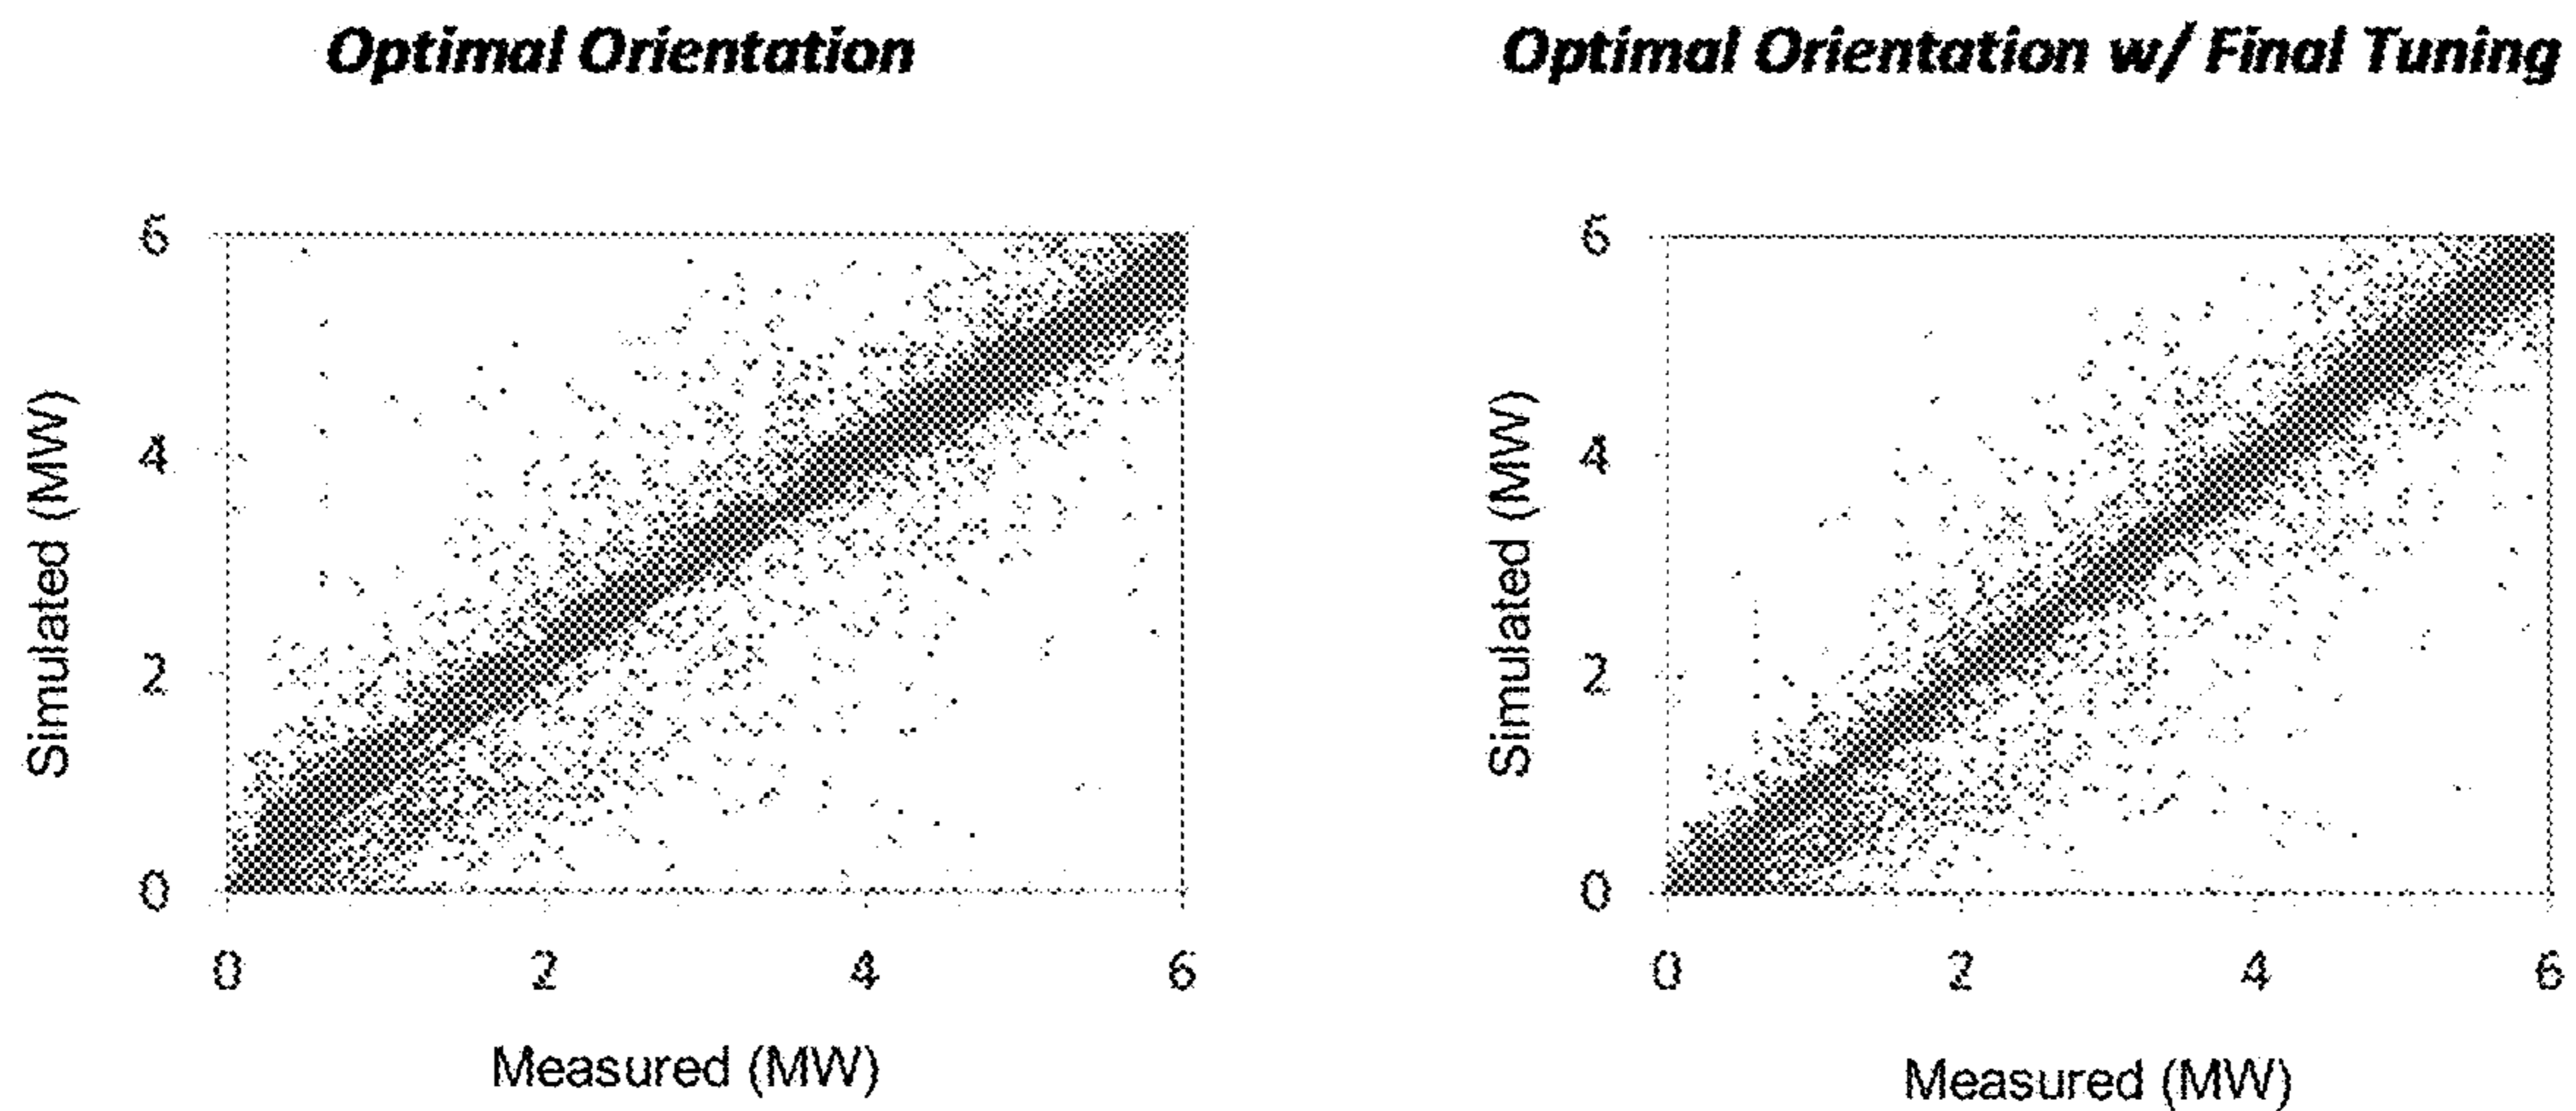 Optimal Orientation
6
4
2
0
Simulated (MW)
0 2 4 6
Measured (MW)
Optimal Orientation w/ Final Tuning
6
4
2
0
Simulated (MW)
0 2 4 6
Measured (MW)